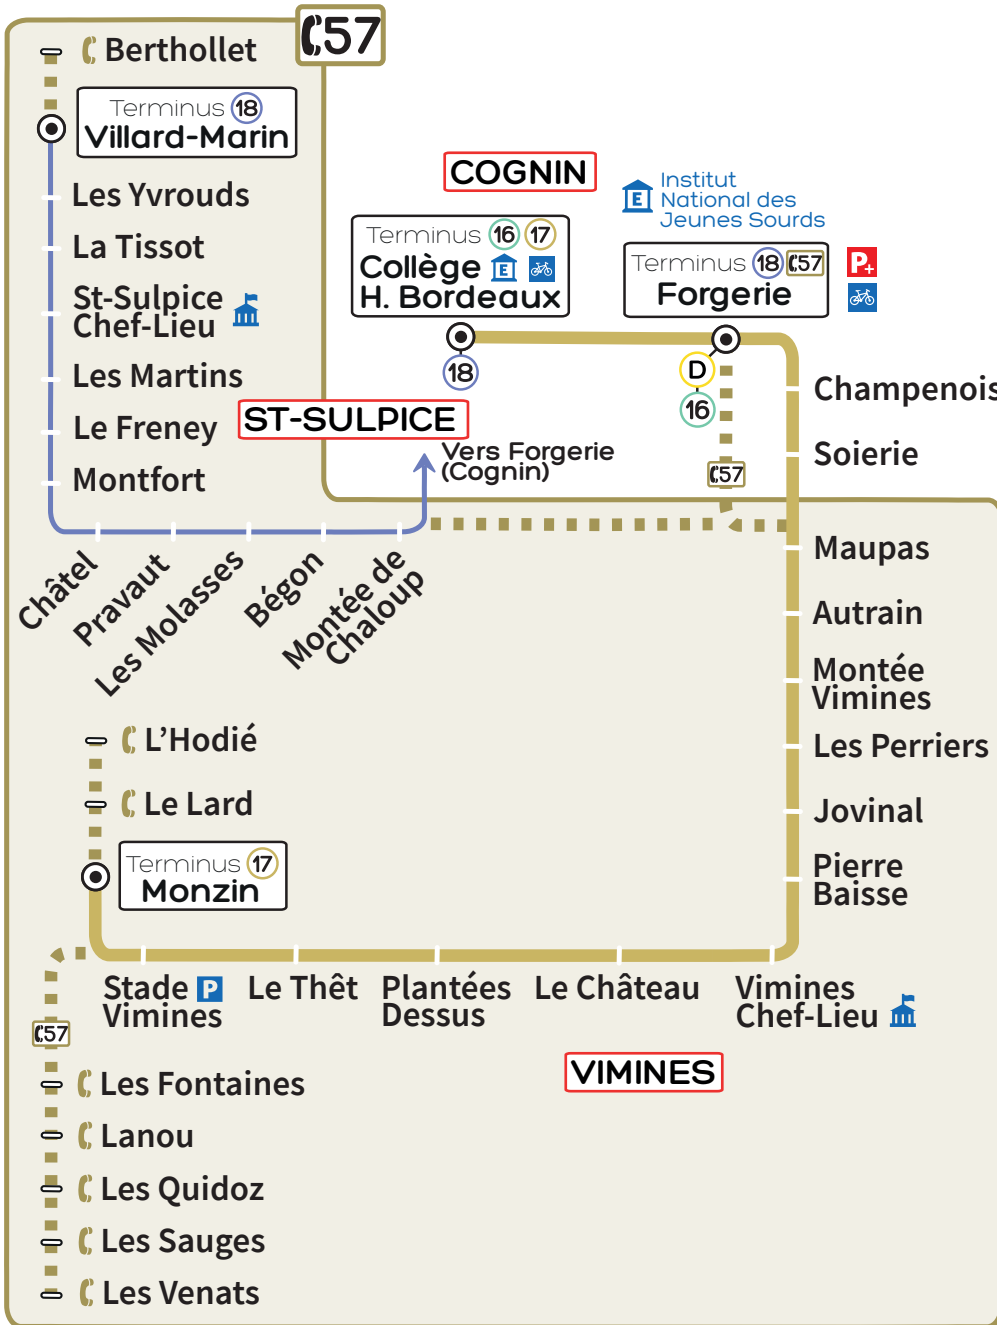 57
Berthollet
Terminus 18
Villard-Marin
Les Yvrouds
La Tissot
St-Sulpice
Chef-Lieu
Les Martins
Le Freney
Montfort
ST-SULPICE
Châtel
Pravaut
Les Molasses
Bégon
Montée de
Chaloup
Vers Forgerie
(Cognin)
COGNIN
E
Institut
National des
Jeunes Sourds
Terminus 16 17
Collège E
H. Bordeaux
18
Terminus 18 57
Forgerie
P+
D
16
57
Champenois
Soierie
Maupas
Autrain
Montée
Vimines
Les Perriers
Jovinal
Pierre
Baisse
L'Hodié
Le Lard
Terminus 17
Monzin
Stade P
Vimines
Le Thêt
Plantées
Dessus
Le Château
Vimines
Chef-Lieu
VIMINES
57
Les Fontaines
Lanou
Les Quidoz
Les Sauges
Les Venats